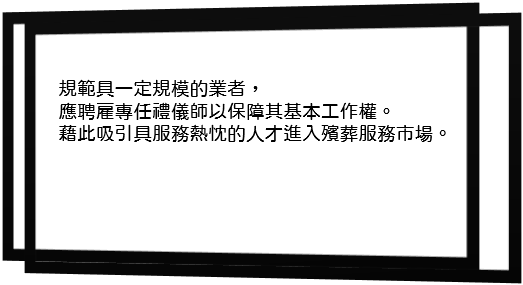 規範具一定規模的業者，
應聘雇專任禮儀師以保障其基本工作權。
藉此吸引具服務熱忱的人才進入殯葬服務市場。